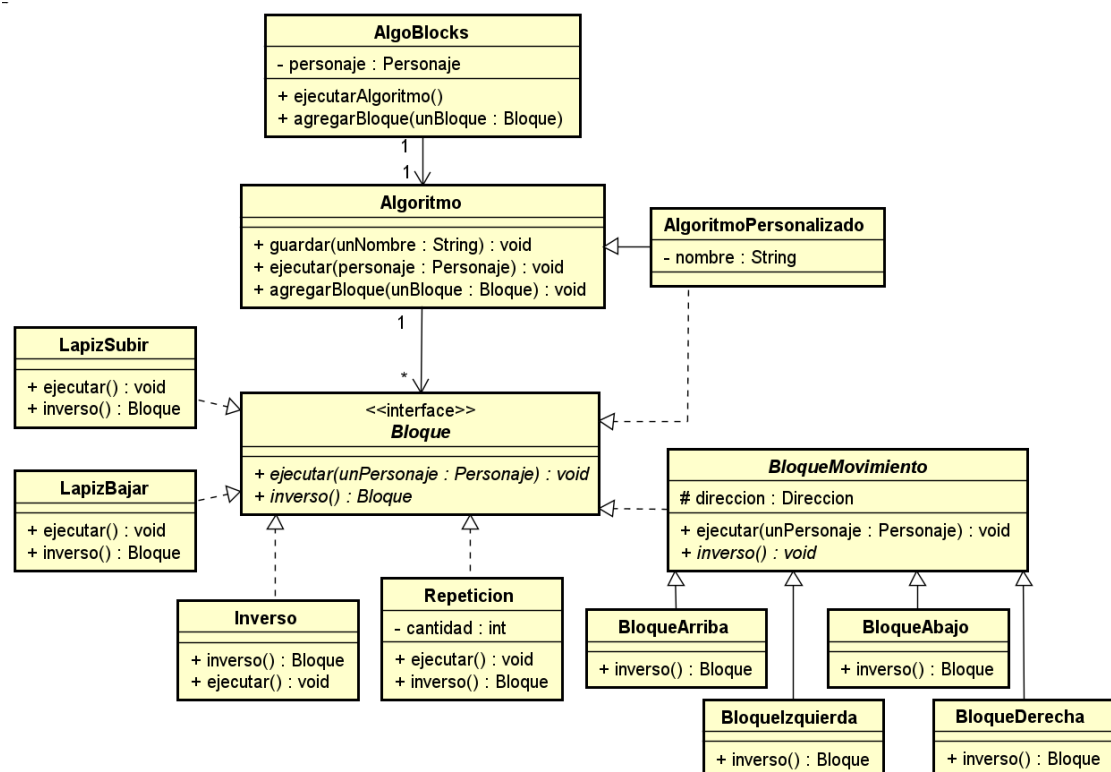 AlgoBlocks
- personaje : Personaje
+ ejecutarAlgoritmo()
+ agregarBloque(unBloque : Bloque)
1
1
Algoritmo
+ guardar(unNombre : String) : void
+ ejecutar(personaje : Personaje) : void
+ agregarBloque(unBloque : Bloque) : void
AlgoritmoPersonalizado
- nombre : String
1
*
LapizSubir
+ ejecutar() : void
+ inverso() : Bloque
<<interface>>
Bloque
+ ejecutar(unPersonaje : Personaje) : void
+ inverso() : Bloque
LapizBajar
+ ejecutar() : void
+ inverso() : Bloque
BloqueMovimiento
# direccion : Direccion
+ ejecutar(unPersonaje : Personaje) : void
+ inverso() : void
Inverso
+ inverso() : Bloque
+ ejecutar() : void
Repeticion
- cantidad : int
+ ejecutar() : void
+ inverso() : Bloque
BloqueArriba
+ inverso() : Bloque
BloqueAbajo
+ inverso() : Bloque
BloqueIzquierda
+ inverso() : Bloque
BloqueDerecha
+ inverso() : Bloque